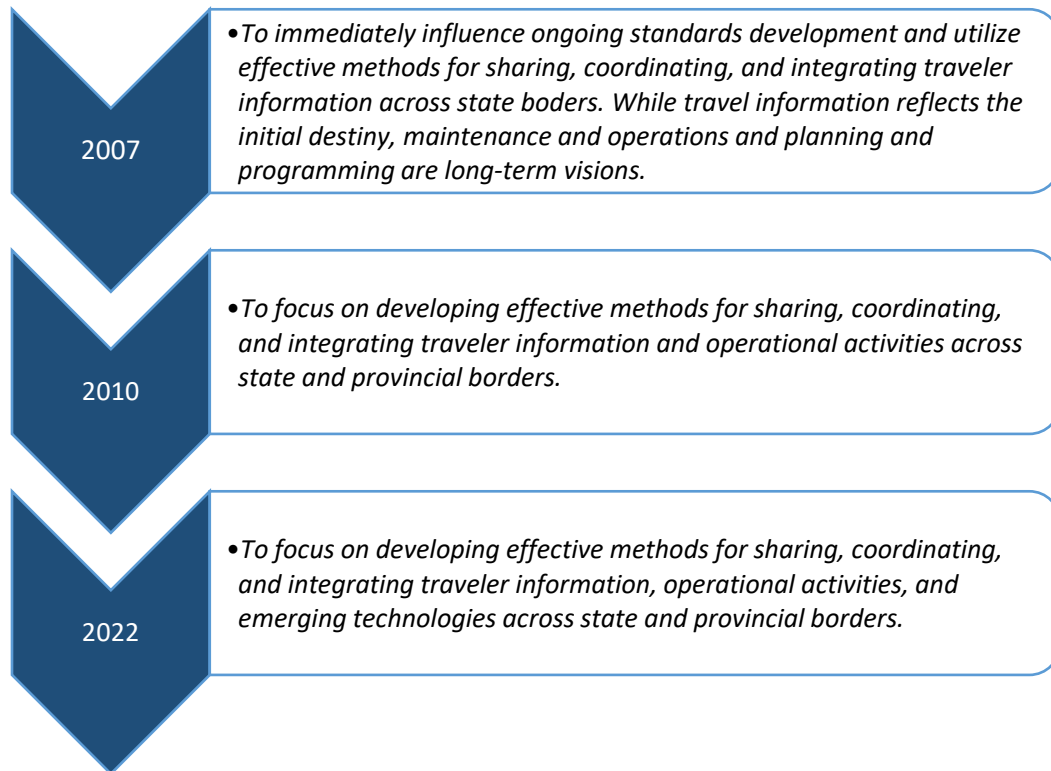 2007
•To immediately influence ongoing standards development and utilize
effective methods for sharing, coordinating, and integrating traveler
information across state boders. While travel information reflects the
initial destiny, maintenance and operations and planning and
programming are long-term visions.
2010
•To focus on developing effective methods for sharing, coordinating,
and integrating traveler information and operational activities across
state and provincial borders.
2022
•To focus on developing effective methods for sharing, coordinating,
and integrating traveler information, operational activities, and
emerging technologies across state and provincial borders.